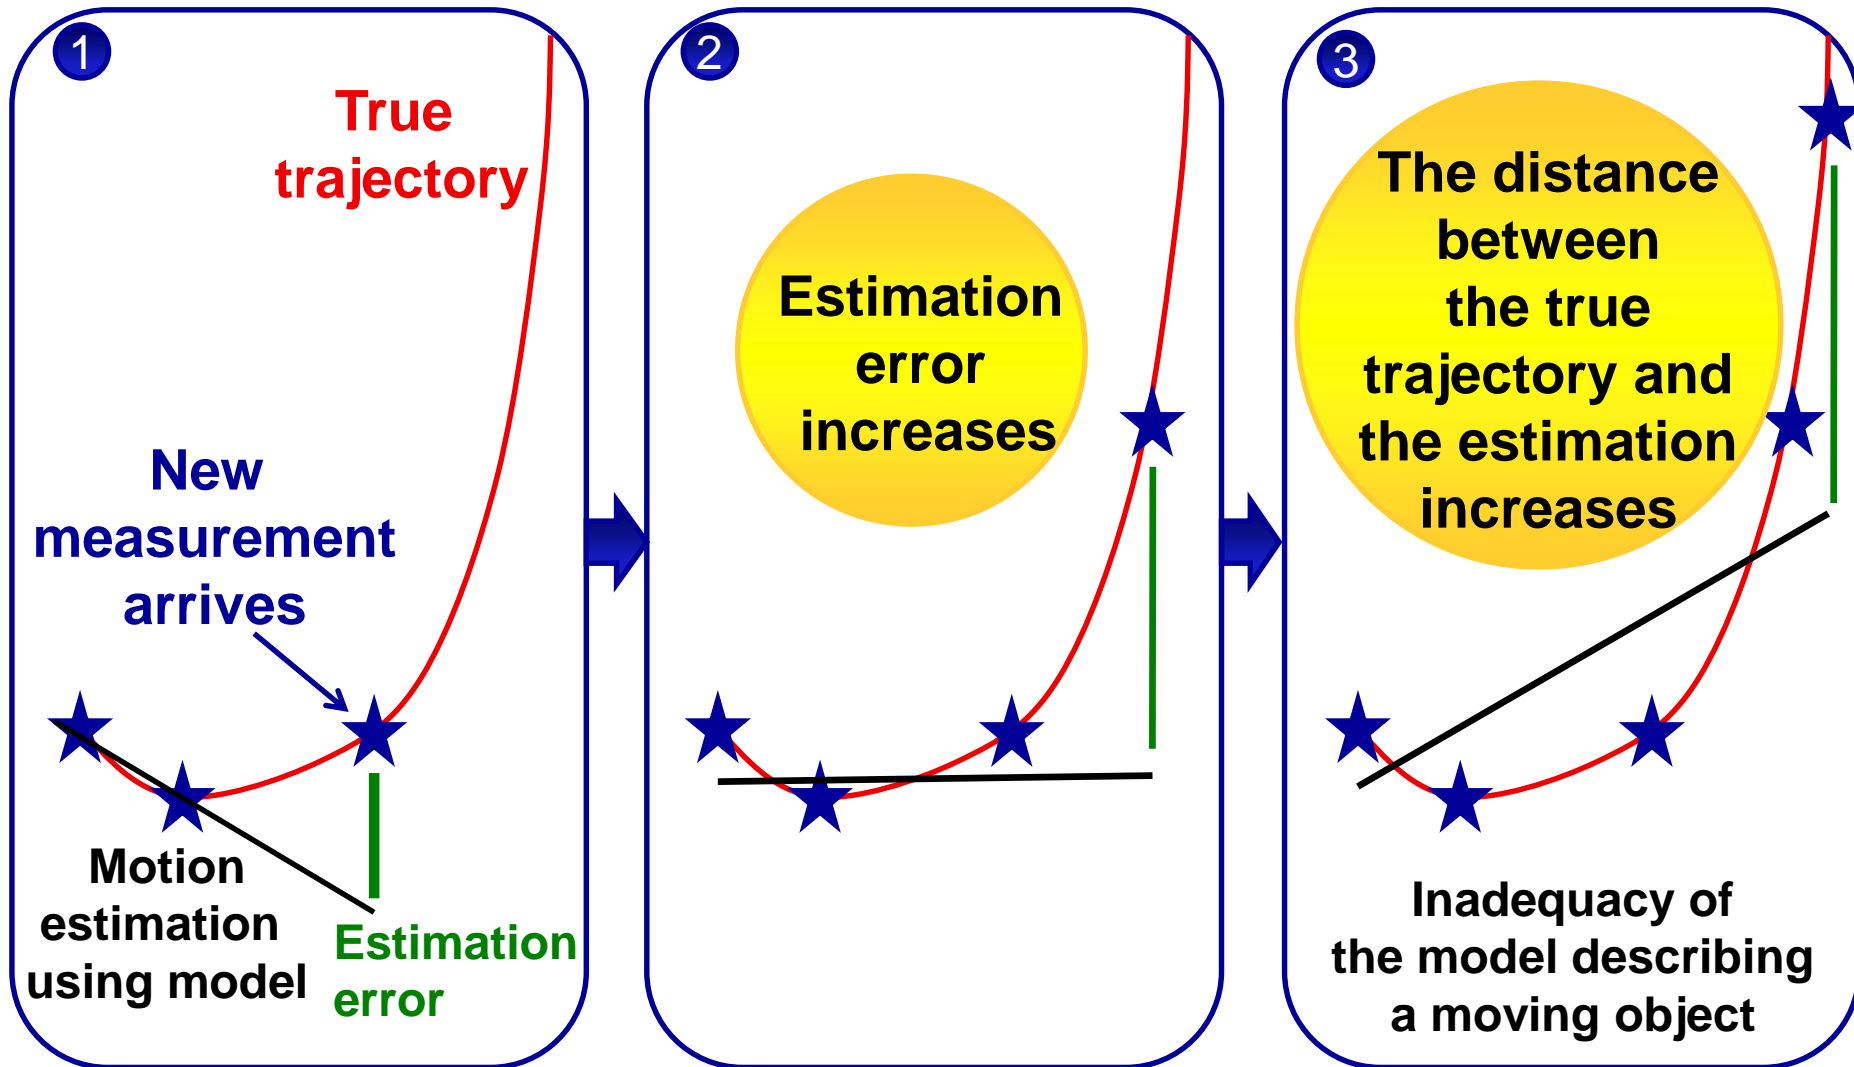 1
True
trajectory
New
measurement
arrives
Motion
estimation
using model
Estimation
error
2
Estimation
error
increases
3
The distance
between
the true
trajectory and
the estimation
increases
Inadequacy of
the model describing
a moving object